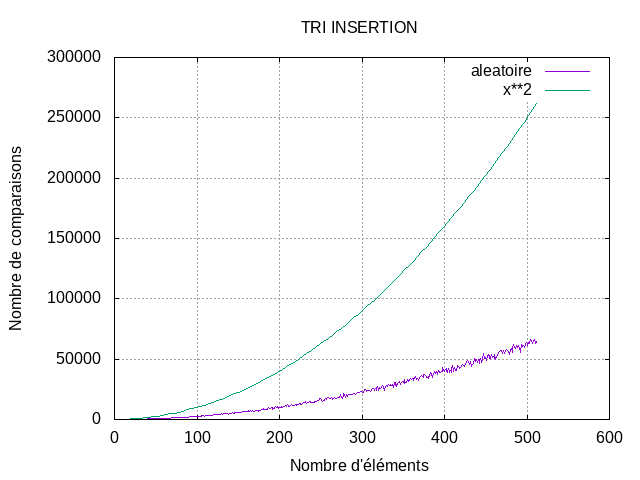 TRI INSERTION
300000
250000
200000
150000
100000
50000
0
Nombre de comparaisons
aleatoire
x**2
0 100 200 300 400 500 600
Nombre d'éléments